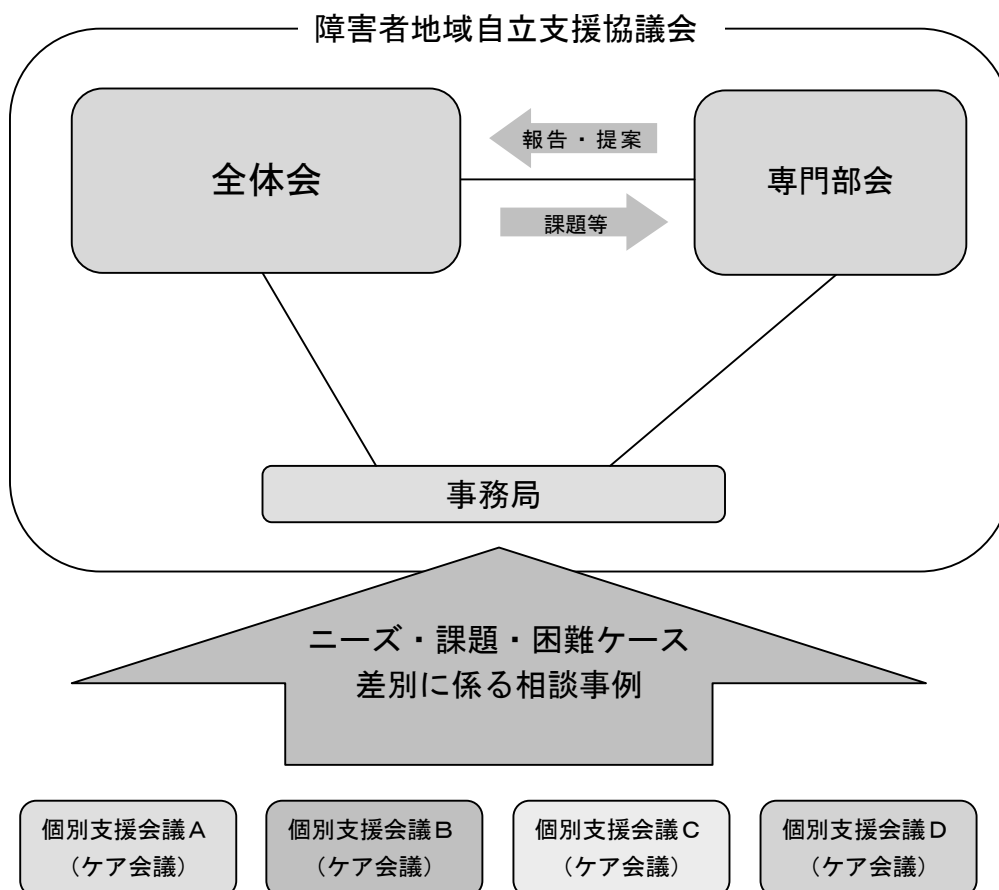 障害者地域自立支援協議会
全体会
報告・提案
課題等
専門部会
事務局
ニーズ・課題・困難ケース
差別に係る相談事例
個別支援会議A
（ケア会議）
個別支援会議B
（ケア会議）
個別支援会議C
（ケア会議）
個別支援会議D
（ケア会議）